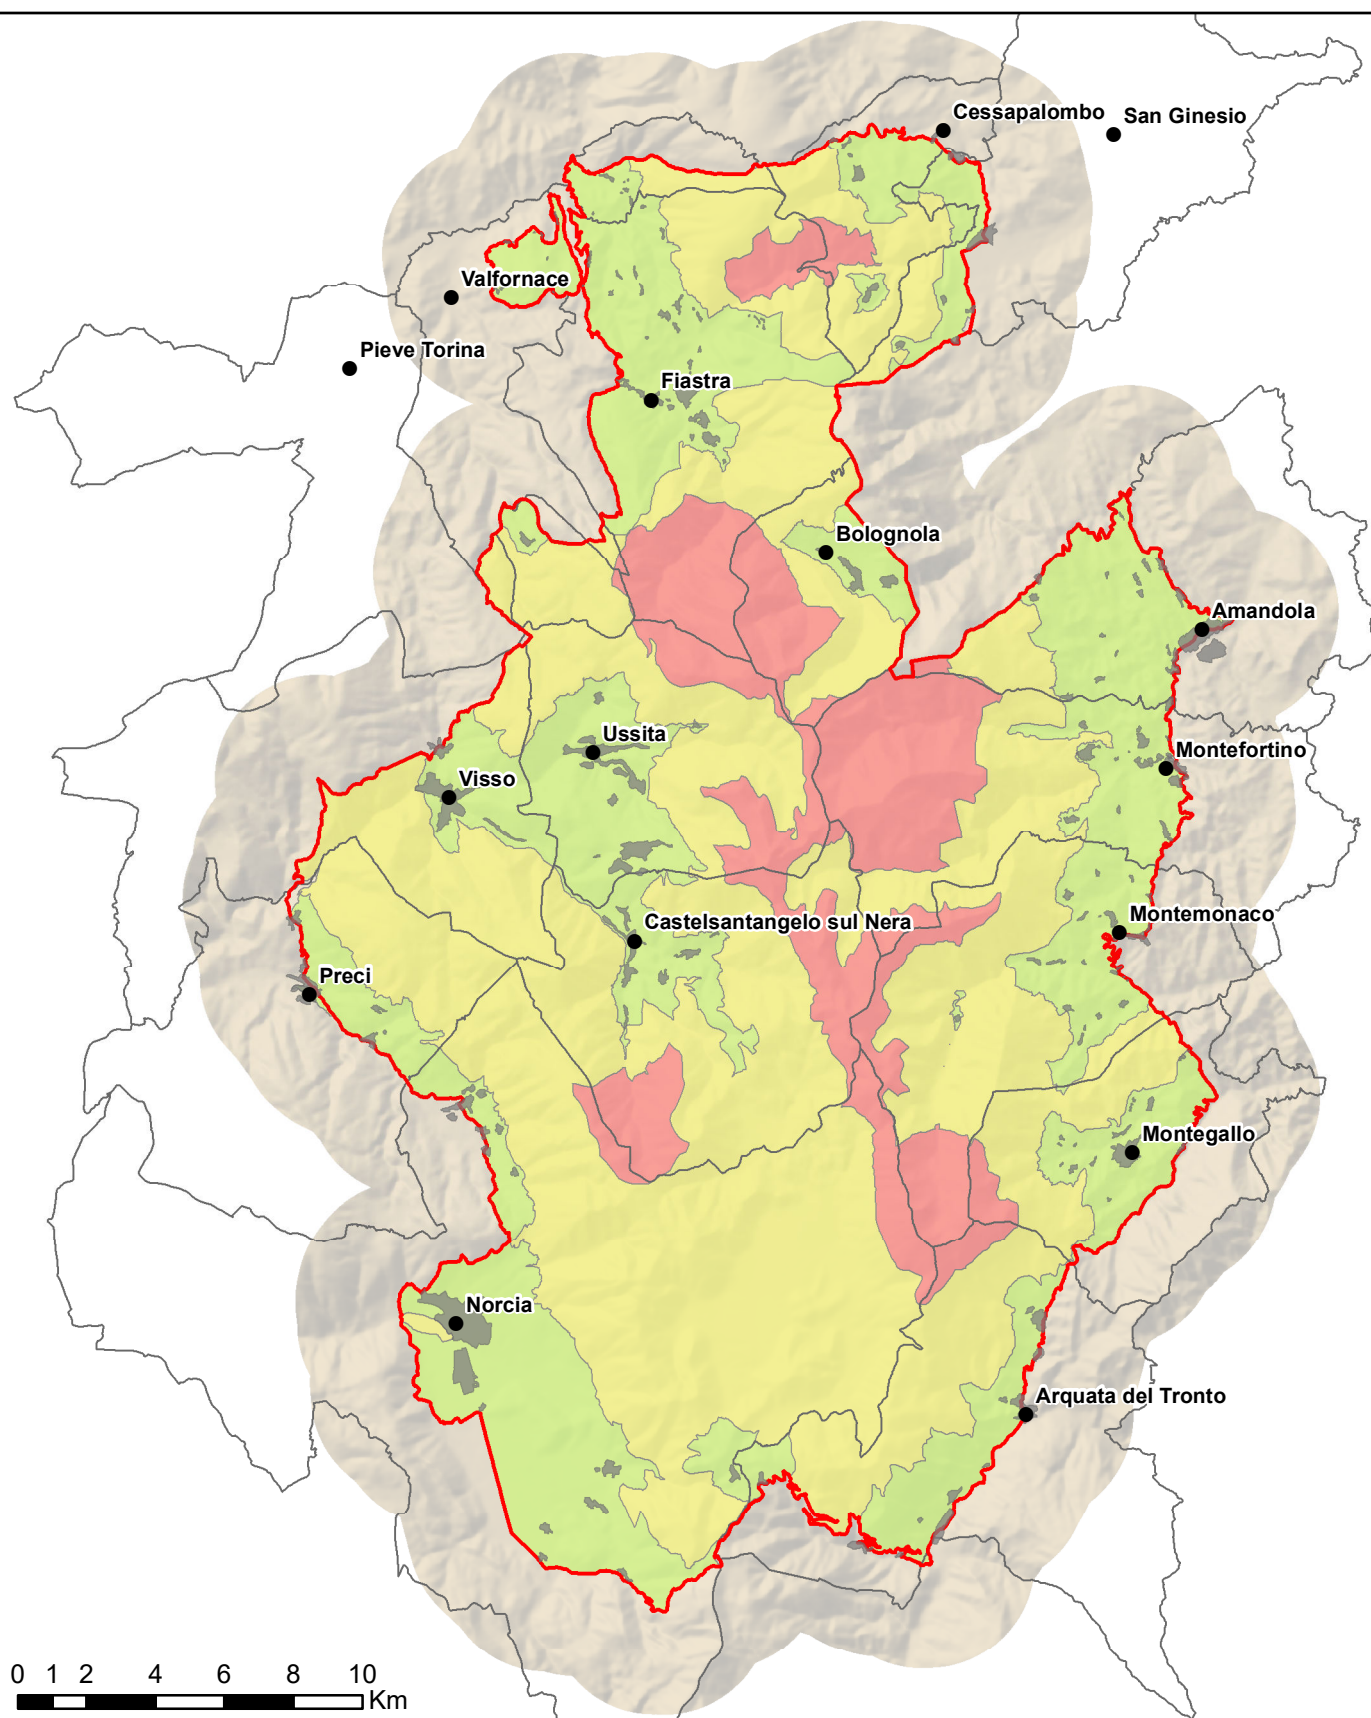 Cessapalombo
San Ginesio
Valfornace
Pieve Torina
Fiastra
Bolognola
Amandola
Ussita
Montefortino
Visso
Montemonaco
Castelsantangelo sul Nera
Preci
Montegallo
Norcia
Arquata del Tronto
0 1 2 4 6 8 10
Km